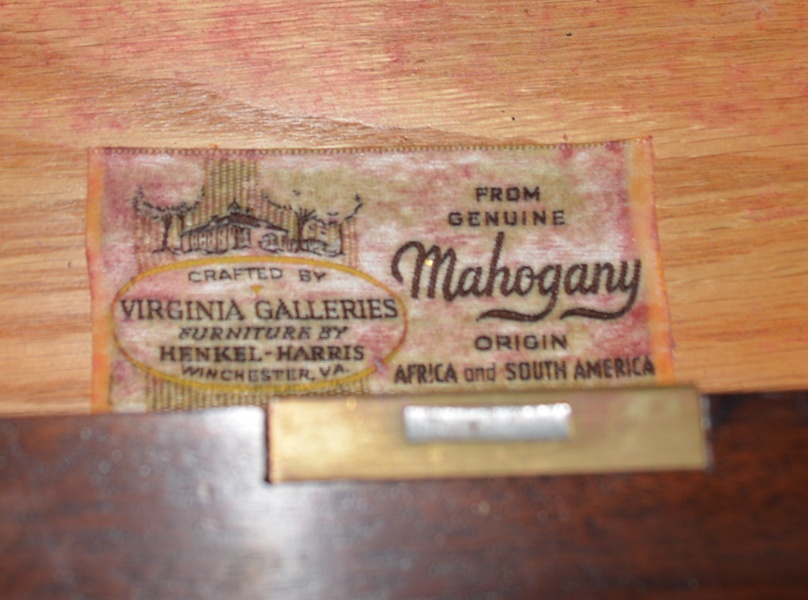 CRAFTED BY
VIRGINIA GALLERIES
FURNITURE BY
HENKEL-HARRIS
WINCHESTER, VA.
FROM
GENUINE
Mahogany
ORIGIN
AFRICA and SOUTH AMERICA